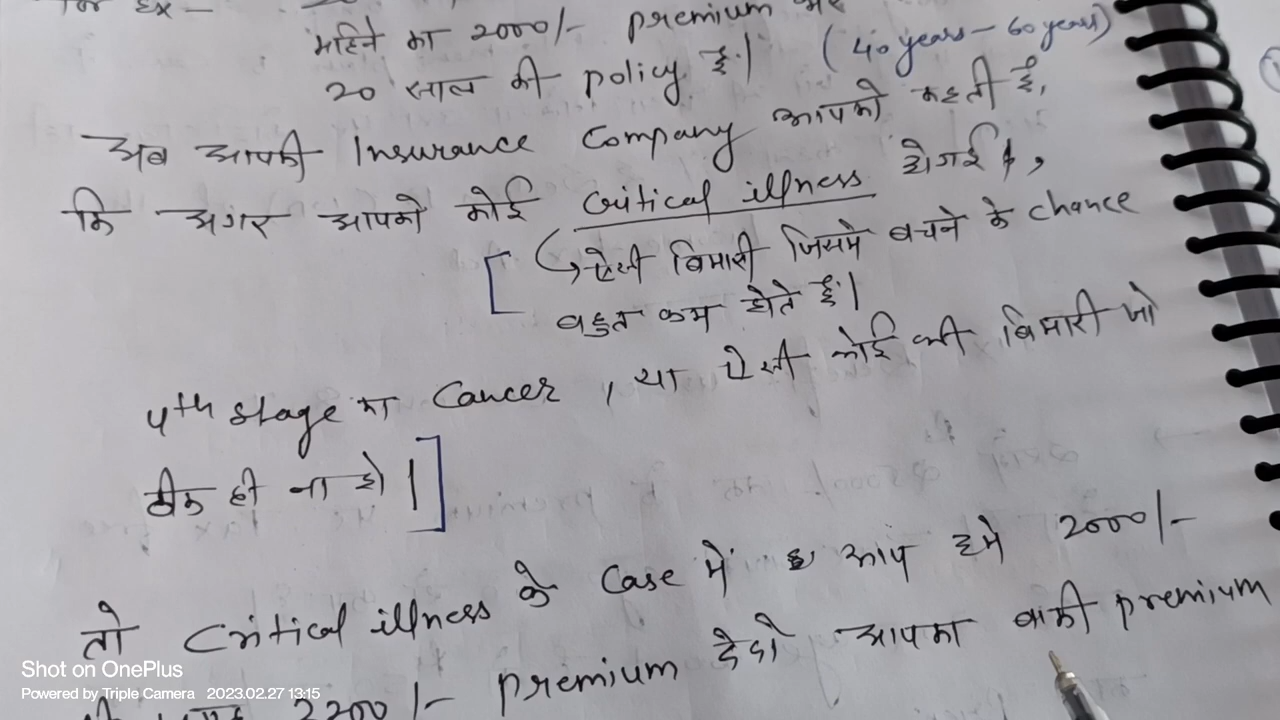 Ex –
महिने का 2000/- premium
20 साल की policy है। (40 years – 60 years)
अब आपकी Insurance Company आपको कहती है,
कि अगर आपको कोई Critical illness होगई,
[ ऐसी बिमारी जिसमे बचने के chance
बहुत कम होते हैं।
4th stage का Cancer, या ऐसी कोई भी बिमारी जो
ठीक ही ना हो।]
तो Critical illness के Case में आप हमे 2000/-
2200/- premium देदो आपका बाकी premium
Shot on OnePlus
Powered by Triple Camera 2023.02.27 13:15